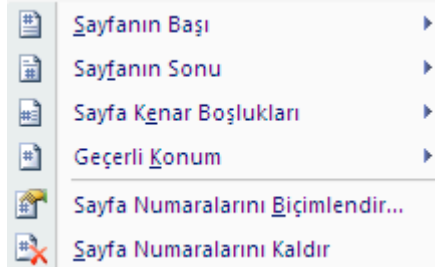 Sayfanın Başı
Sayfanın Sonu
Sayfa Kenar Boşlukları
Geçerli Konum
Sayfa Numaralarını Biçimlendir...
Sayfa Numaralarını Kaldır